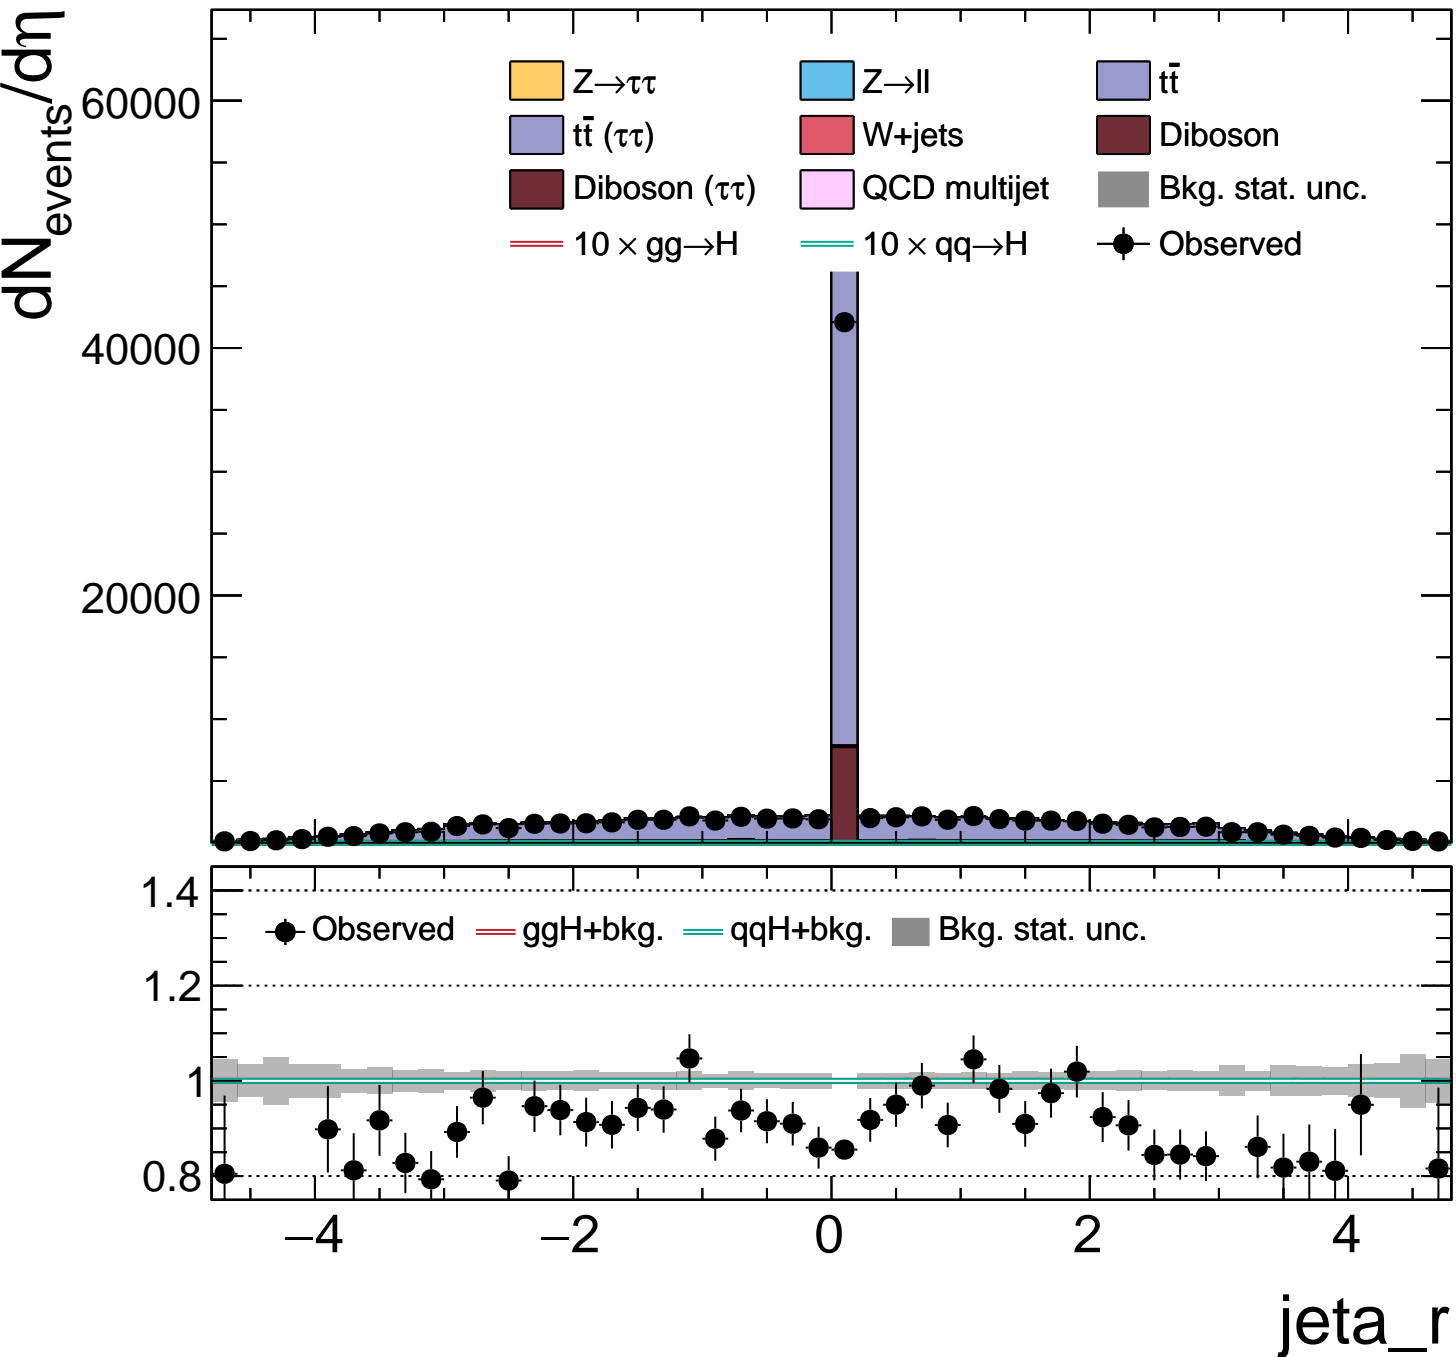 dNevents/dη
60000
40000
20000
Z→ττ Z→ll tt̄
tt̄ (ττ) W+jets Diboson
Diboson (ττ) QCD multijet Bkg. stat. unc.
10 × gg→H 10 × qq→H Observed
1.4
Observed ggH+bkg. qqH+bkg. Bkg. stat. unc.
1.2
1
0.8
−4 −2 0 2 4
jeta_r